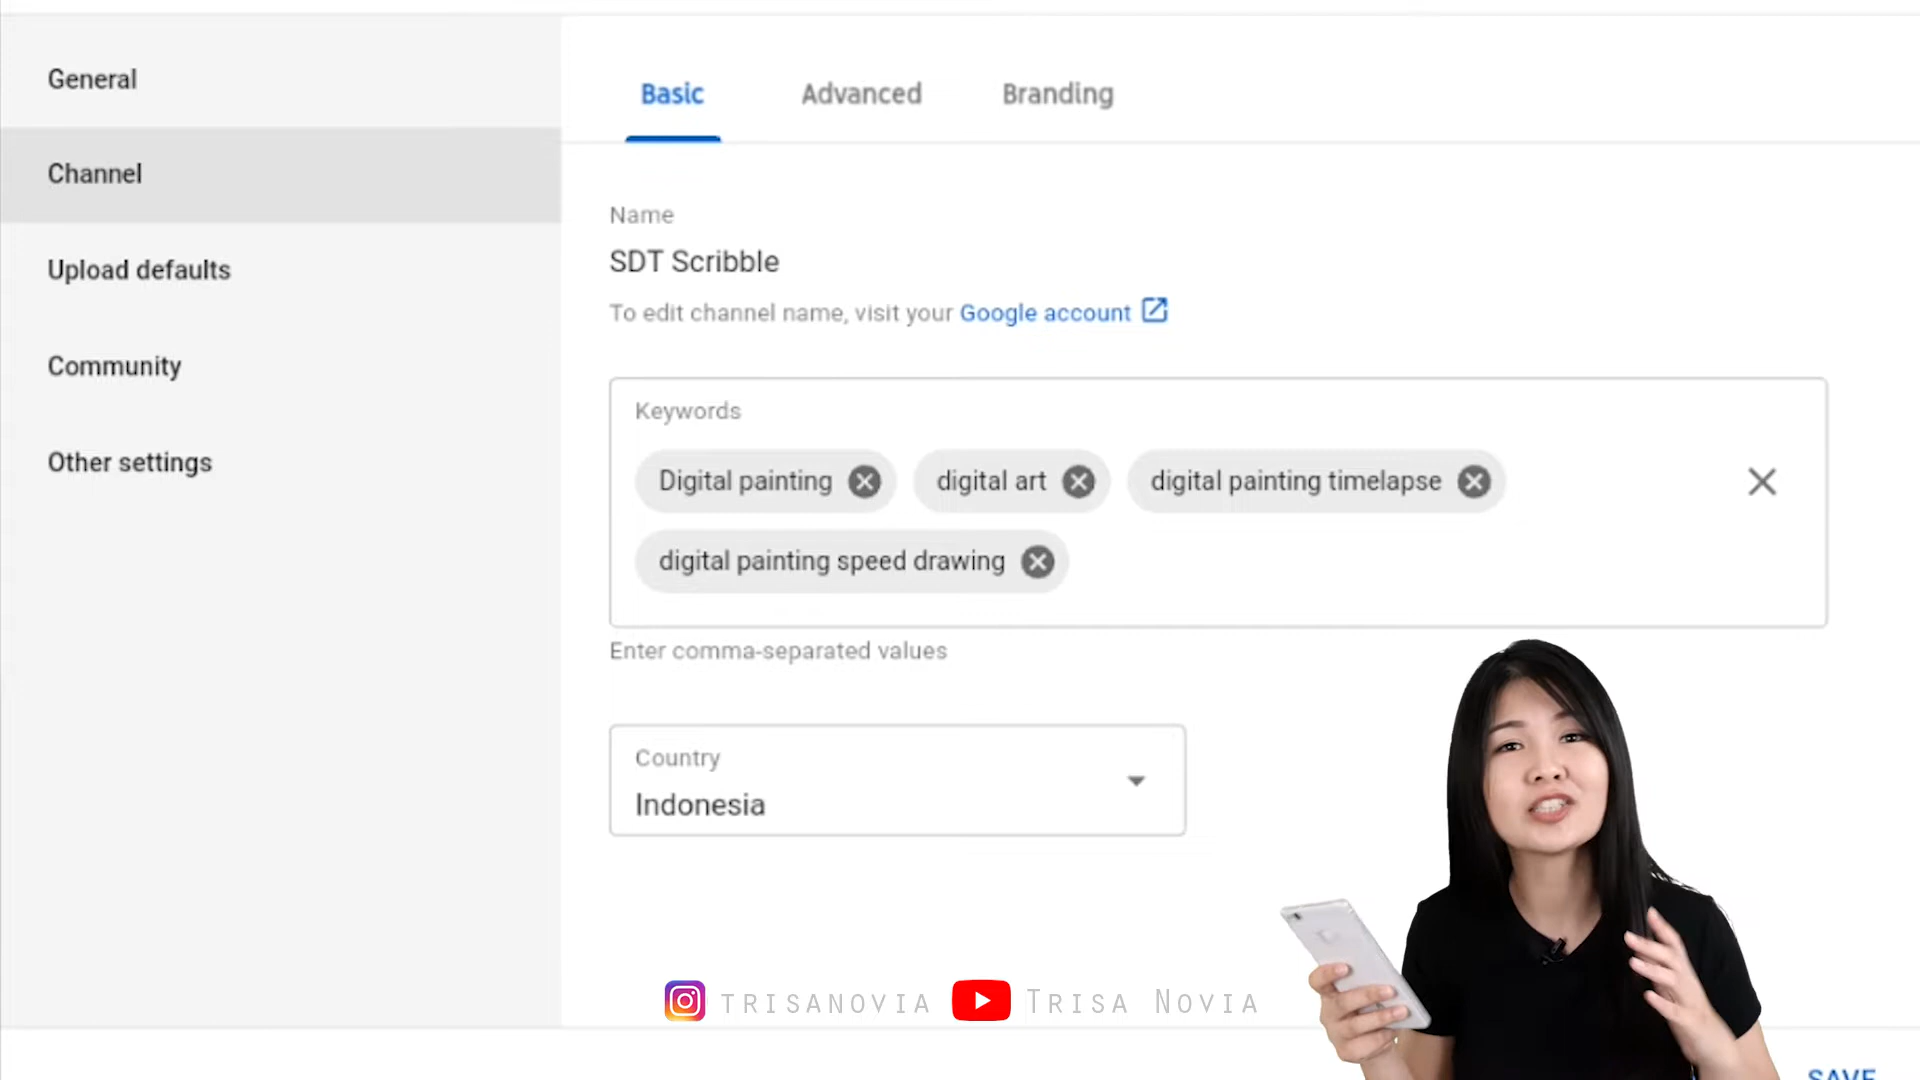 General
Channel
Upload defaults
Community
Other settings
Basic Advanced Branding
Name
SDT Scribble
To edit channel name, visit your Google account
Keywords
Digital painting digital art digital painting timelapse
digital painting speed drawing
Enter comma-separated values
Country
Indonesia
TRISANOVIA TRISA NOVIA
SAVE